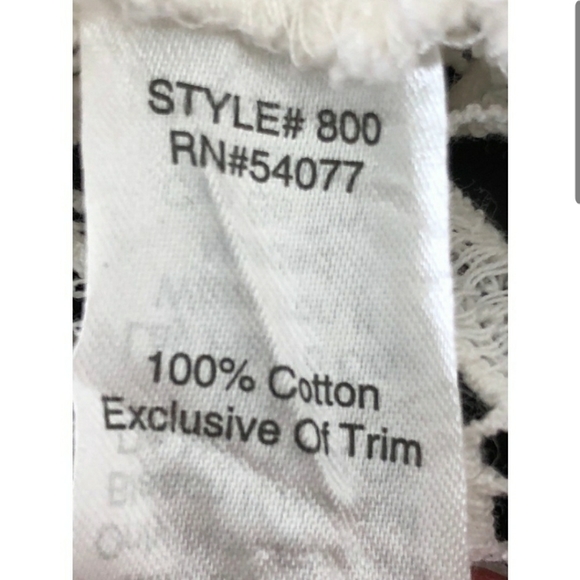 STYLE# 800
RN#54077
100% Cotton
Exclusive Of Trim